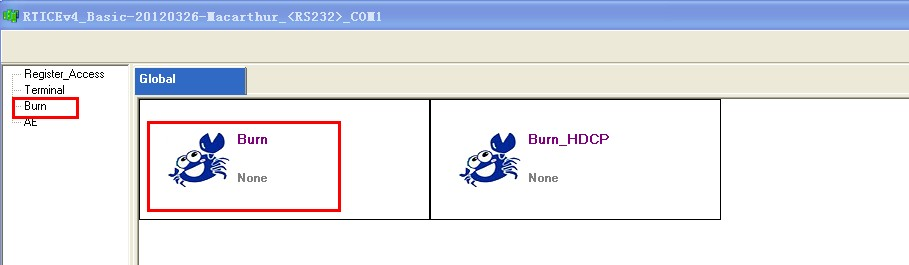 RTICEv4_Basic-20120326-Macarthur_<RS232>_COM1
Register_Access
Terminal
Burn
AE
Global
Burn
None
Burn_HDCP
None